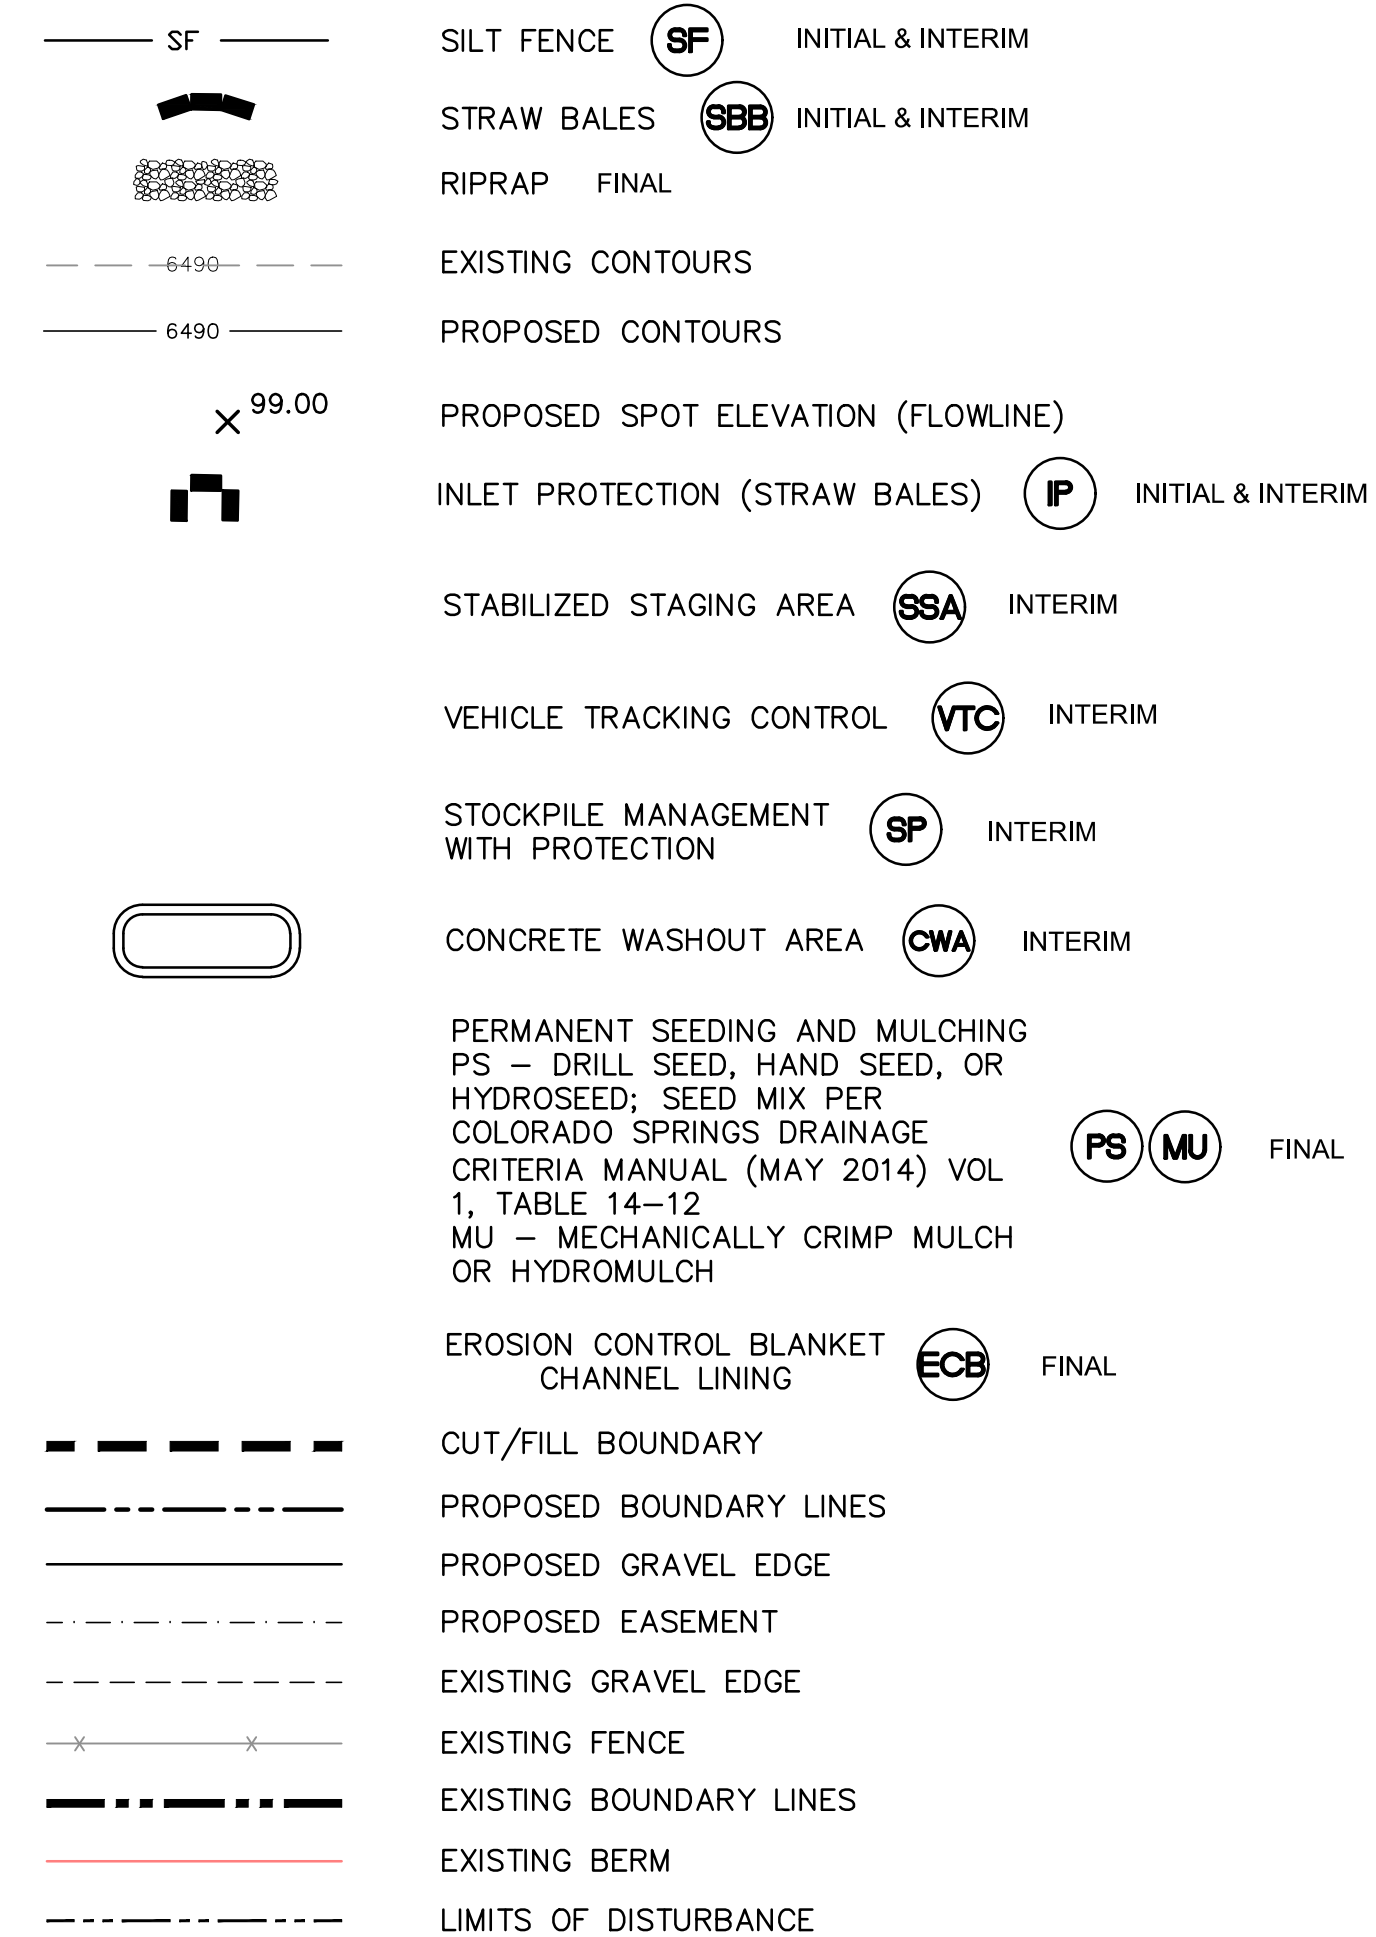 SF SILT FENCE SF INITIAL & INTERIM
STRAW BALES SBB INITIAL & INTERIM
RIPRAP FINAL
6490 EXISTING CONTOURS
6490 PROPOSED CONTOURS
99.00 PROPOSED SPOT ELEVATION (FLOWLINE)
INLET PROTECTION (STRAW BALES) IP INITIAL & INTERIM
STABILIZED STAGING AREA SSA INTERIM
VEHICLE TRACKING CONTROL VTC INTERIM
STOCKPILE MANAGEMENT
WITH PROTECTION SP INTERIM
CONCRETE WASHOUT AREA CWA INTERIM
PERMANENT SEEDING AND MULCHING
PS – DRILL SEED, HAND SEED, OR
HYDROSEED; SEED MIX PER
COLORADO SPRINGS DRAINAGE
CRITERIA MANUAL (MAY 2014) VOL
1, TABLE 14–12
MU – MECHANICALLY CRIMP MULCH
OR HYDROMULCH
PS MU FINAL
EROSION CONTROL BLANKET
CHANNEL LINING ECB FINAL
CUT/FILL BOUNDARY
PROPOSED BOUNDARY LINES
PROPOSED GRAVEL EDGE
PROPOSED EASEMENT
EXISTING GRAVEL EDGE
EXISTING FENCE
EXISTING BOUNDARY LINES
EXISTING BERM
LIMITS OF DISTURBANCE